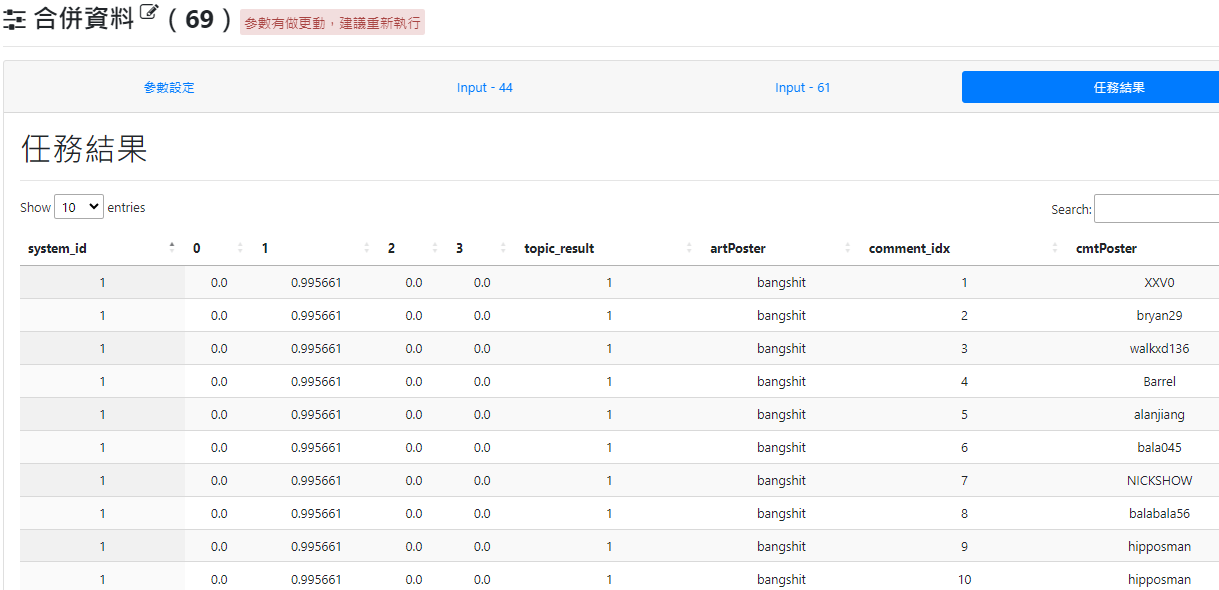 合併資料 ( 69 ) 參數有做更動，建議重新執行
參數設定 Input - 44 Input - 61 任務結果
任務結果
Show 10 entries Search:
system_id 0 1 2 3 topic_result artPoster comment_idx cmtPoster
1 0.0 0.995661 0.0 0.0 1 bangshit 1 XXV0
1 0.0 0.995661 0.0 0.0 1 bangshit 2 bryan29
1 0.0 0.995661 0.0 0.0 1 bangshit 3 walkxd136
1 0.0 0.995661 0.0 0.0 1 bangshit 4 Barrel
1 0.0 0.995661 0.0 0.0 1 bangshit 5 alanjiang
1 0.0 0.995661 0.0 0.0 1 bangshit 6 bala045
1 0.0 0.995661 0.0 0.0 1 bangshit 7 NICKSHOW
1 0.0 0.995661 0.0 0.0 1 bangshit 8 balabala56
1 0.0 0.995661 0.0 0.0 1 bangshit 9 hipposman
1 0.0 0.995661 0.0 0.0 1 bangshit 10 hipposman